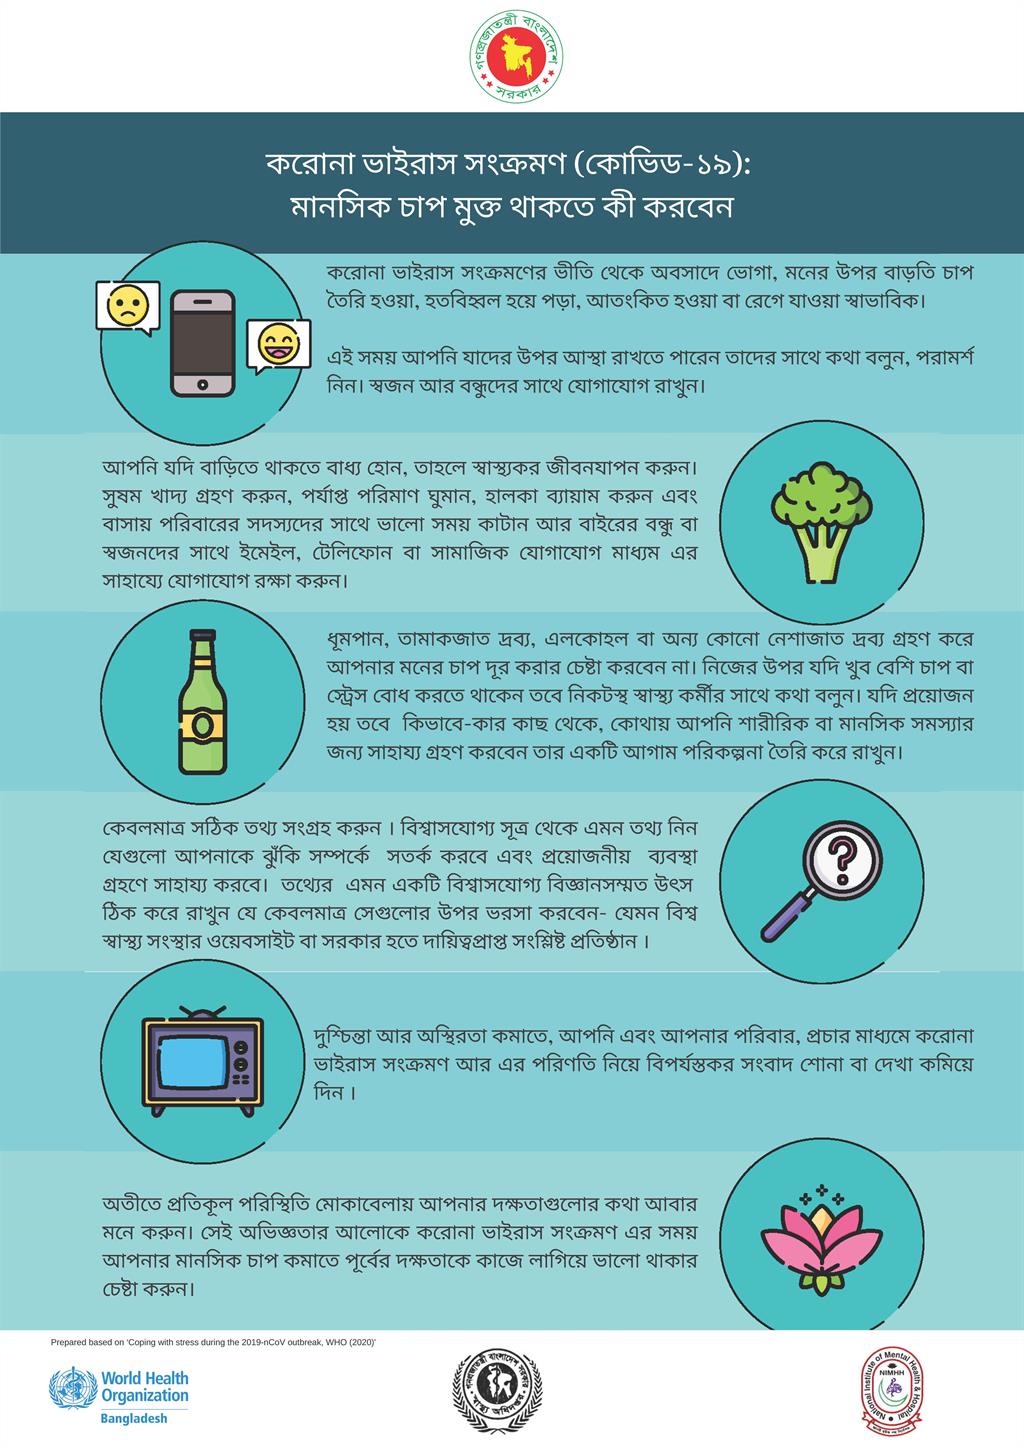 গণপ্রজাতন্ত্রী বাংলাদেশ
সরকার
করোনা ভাইরাস সংক্রমণ (কোভিড-১৯):
মানসিক চাপ মুক্ত থাকতে কী করবেন
করোনা ভাইরাস সংক্রমণের ভীতি থেকে অবসাদে ভোগা, মনের উপর বাড়তি চাপ
তৈরি হওয়া, হতবিহ্বল হয়ে পড়া, আতংকিত হওয়া বা রেগে যাওয়া স্বাভাবিক।
এই সময় আপনি যাদের উপর আস্থা রাখতে পারেন তাদের সাথে কথা বলুন, পরামর্শ
নিন। স্বজন আর বন্ধুদের সাথে যোগাযোগ রাখুন।
আপনি যদি বাড়িতে থাকতে বাধ্য হোন, তাহলে স্বাস্থ্যকর জীবনযাপন করুন।
সুষম খাদ্য গ্রহণ করুন, পর্যাপ্ত পরিমাণ ঘুমান, হালকা ব্যায়াম করুন এবং
বাসায় পরিবারের সদস্যদের সাথে ভালো সময় কাটান আর বাইরের বন্ধু বা
স্বজনদের সাথে ইমেইল, টেলিফোন বা সামাজিক যোগাযোগ মাধ্যম এর
সাহায্যে যোগাযোগ রক্ষা করুন।
ধূমপান, তামাকজাত দ্রব্য, এলকোহল বা অন্য কোনো নেশাজাত দ্রব্য গ্রহণ করে
আপনার মনের চাপ দূর করার চেষ্টা করবেন না। নিজের উপর যদি খুব বেশি চাপ বা
স্ট্রেস বোধ করতে থাকেন তবে নিকটস্থ স্বাস্থ্য কর্মীর সাথে কথা বলুন। যদি প্রয়োজন
হয় তবে কিভাবে-কার কাছ থেকে, কোথায় আপনি শারীরিক বা মানসিক সমস্যার
জন্য সাহায্য গ্রহণ করবেন তার একটি আগাম পরিকল্পনা তৈরি করে রাখুন।
কেবলমাত্র সঠিক তথ্য সংগ্রহ করুন । বিশ্বাসযোগ্য সূত্র থেকে এমন তথ্য নিন
যেগুলো আপনাকে ঝুঁকি সম্পর্কে সতর্ক করবে এবং প্রয়োজনীয় ব্যবস্থা
গ্রহণে সাহায্য করবে। তথ্যের এমন একটি বিশ্বাসযোগ্য বিজ্ঞানসম্মত উৎস
ঠিক করে রাখুন যে কেবলমাত্র সেগুলোর উপর ভরসা করবেন- যেমন বিশ্ব
স্বাস্থ্য সংস্থার ওয়েবসাইট বা সরকার হতে দায়িত্বপ্রাপ্ত সংশ্লিষ্ট প্রতিষ্ঠান ।
দুশ্চিন্তা আর অস্থিরতা কমাতে, আপনি এবং আপনার পরিবার, প্রচার মাধ্যমে করোনা
ভাইরাস সংক্রমণ আর এর পরিণতি নিয়ে বিপর্যস্তকর সংবাদ শোনা বা দেখা কমিয়ে
দিন ।
অতীতে প্রতিকূল পরিস্থিতি মোকাবেলায় আপনার দক্ষতাগুলোর কথা আবার
মনে করুন। সেই অভিজ্ঞতার আলোকে করোনা ভাইরাস সংক্রমণ এর সময়
আপনার মানসিক চাপ কমাতে পূর্বের দক্ষতাকে কাজে লাগিয়ে ভালো থাকার
চেষ্টা করুন।
Prepared based on 'Coping with stress during the 2019-nCoV outbreak, WHO (2020)'
World Health
Organization
Bangladesh
গনপ্রজাতন্ত্রী বাংলাদেশ সরকার
স্বাস্থ্য অধিদপ্তর
National Institute of Mental Health & Hospital
NIMHH